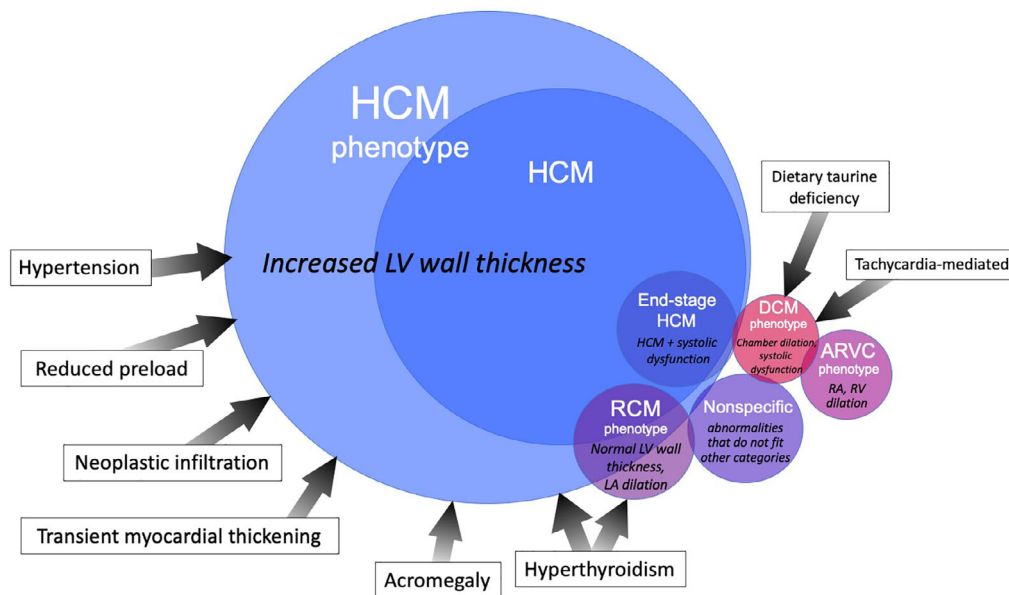 HCM
phenotype
HCM
Increased LV wall thickness
Dietary taurine
deficiency
Tachycardia-mediated
Hypertension
Reduced preload
Neoplastic infiltration
Transient myocardial thickening
Acromegaly
Hyperthyroidism
End-stage
HCM
HCM + systolic
dysfunction
DCM
phenotype
Chamber dilation,
systolic
dysfunction
ARVC
phenotype
RA, RV
dilation
RCM
phenotype
Normal LV wall
thickness,
LA dilation
Nonspecific
abnormalities
that do not fit
other categories